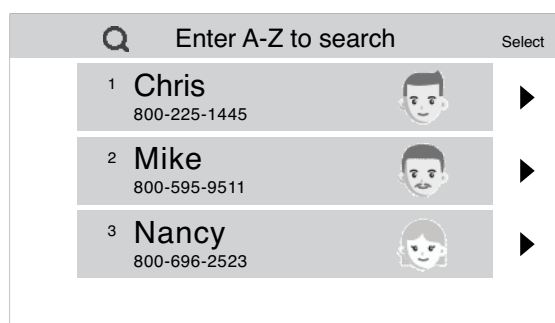 Enter A-Z to search
Select
1 Chris
800-225-1445
2 Mike
800-595-9511
3 Nancy
800-696-2523